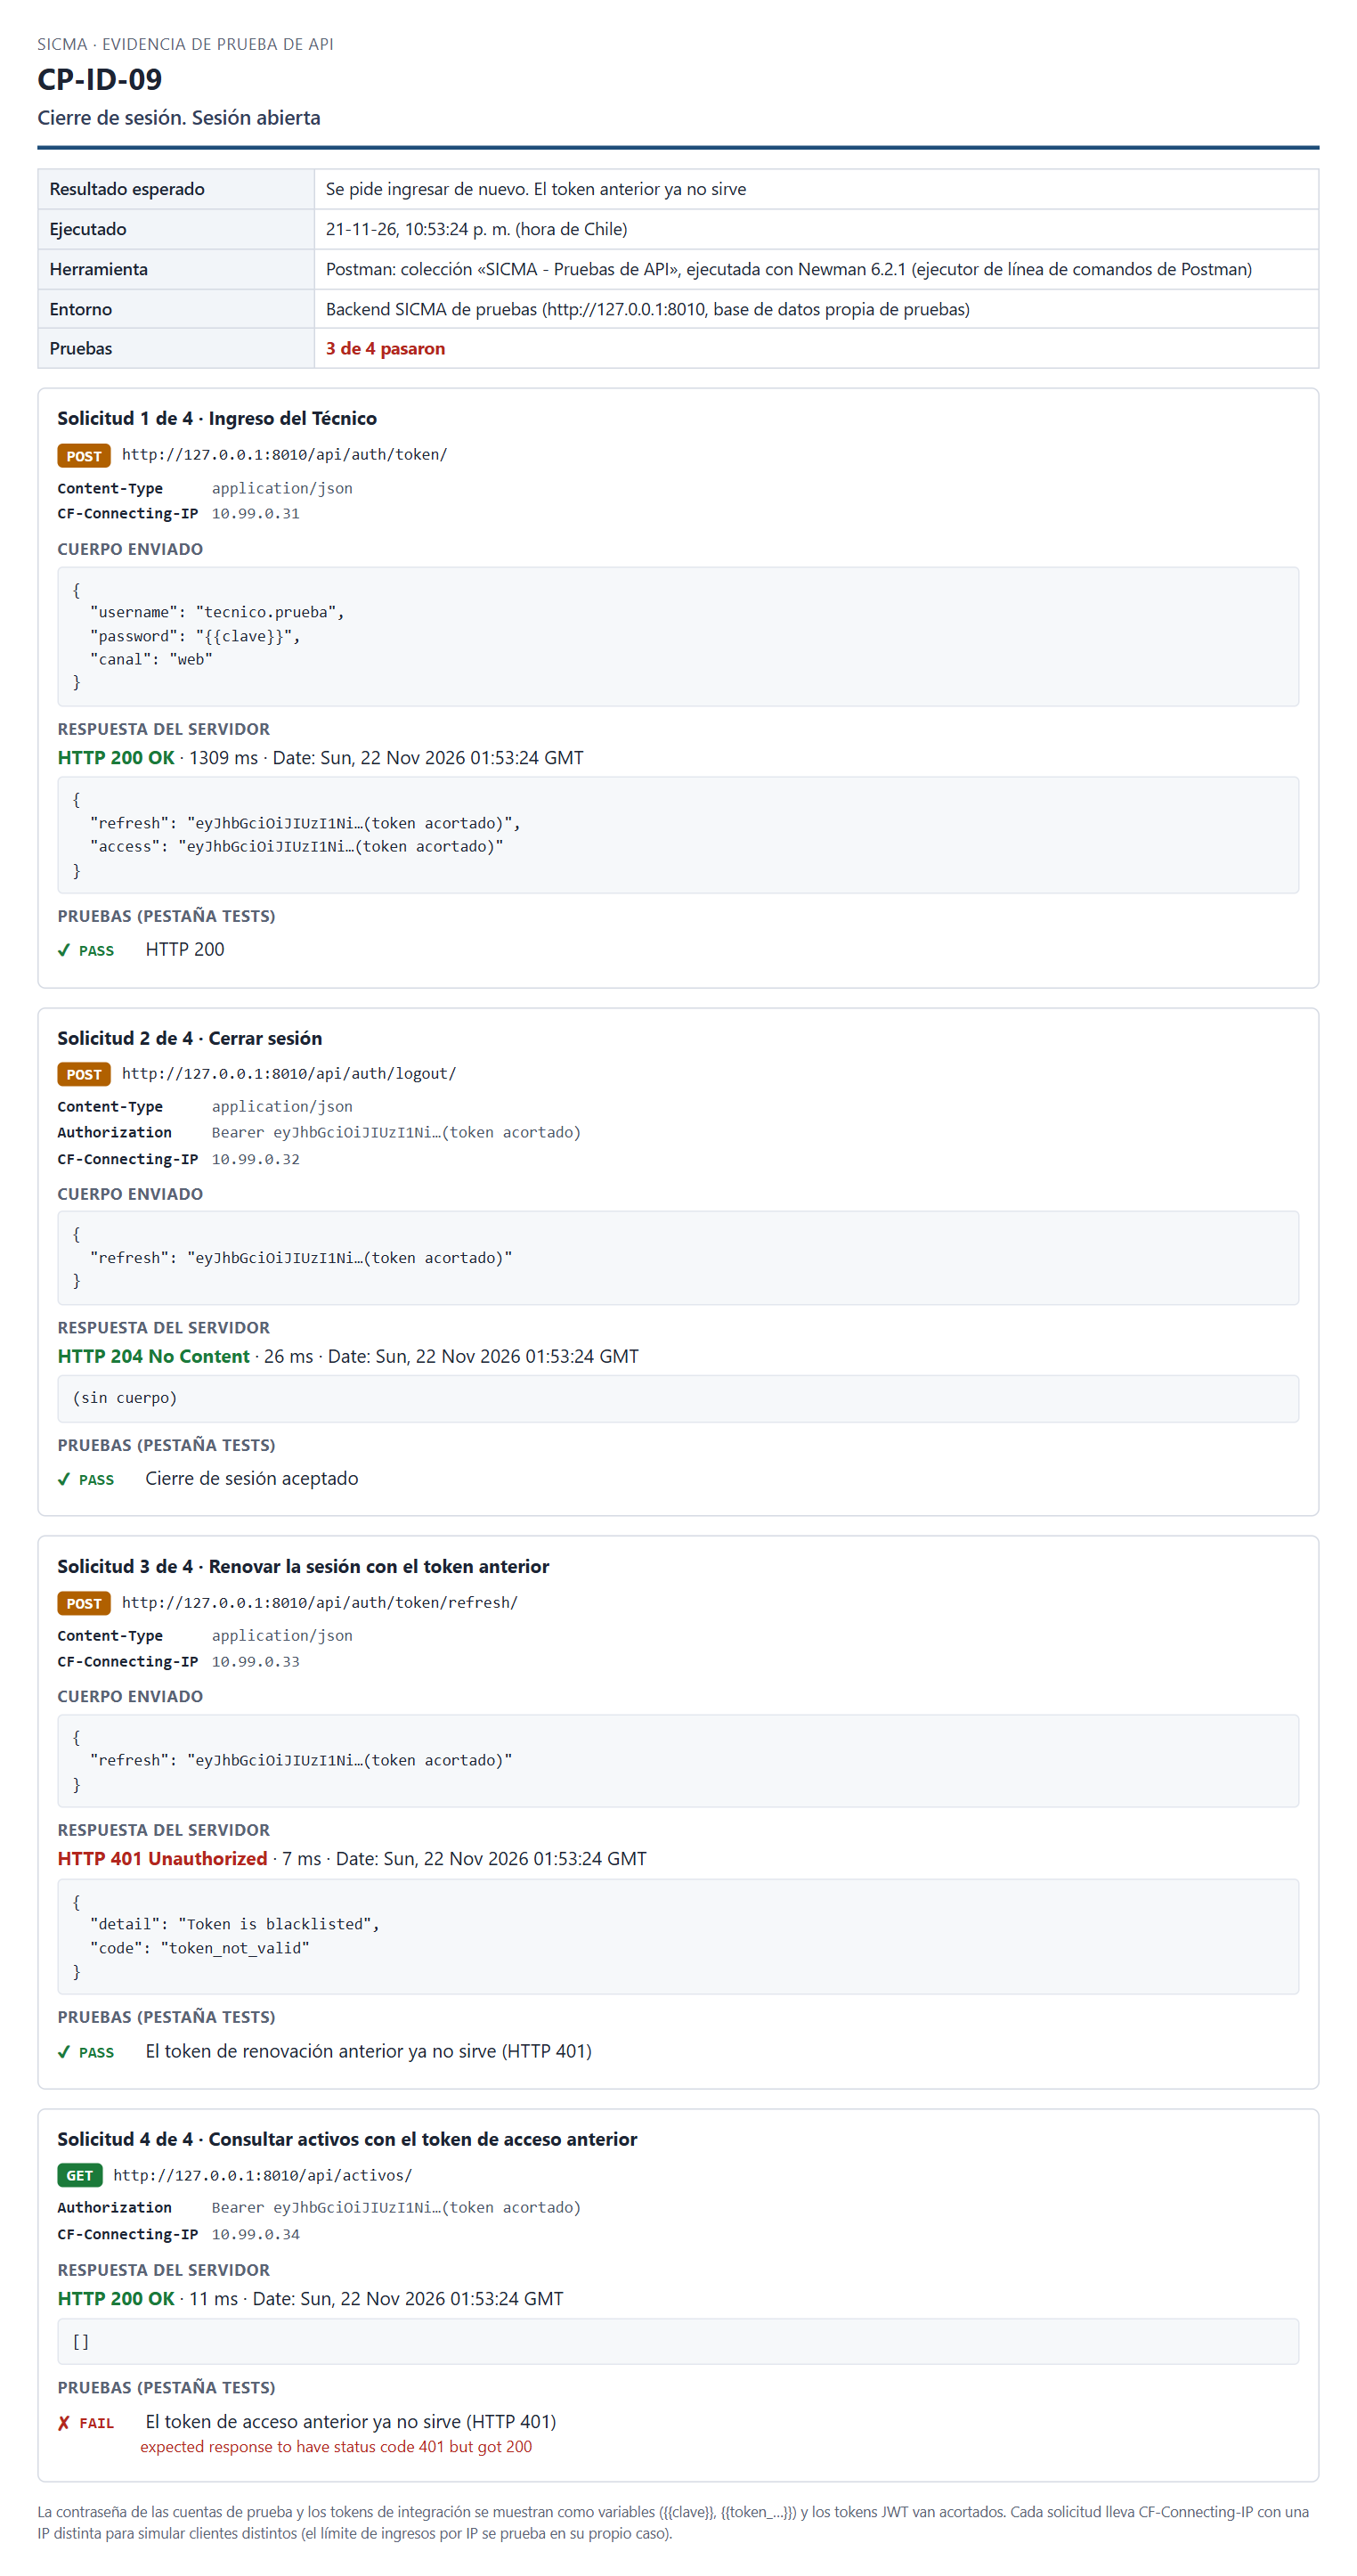 SICMA · EVIDENCIA DE PRUEBA DE API
CP-ID-09
Cierre de sesión. Sesión abierta
Resultado esperado Se pide ingresar de nuevo. El token anterior ya no sirve
Ejecutado 21-11-26, 10:53:24 p. m. (hora de Chile)
Herramienta Postman: colección «SICMA - Pruebas de API», ejecutada con Newman 6.2.1 (ejecutor de línea de comandos de Postman)
Entorno Backend SICMA de pruebas (http://127.0.0.1:8010, base de datos propia de pruebas)
Pruebas 3 de 4 pasaron
Solicitud 1 de 4 · Ingreso del Técnico
POST http://127.0.0.1:8010/api/auth/token/
Content-Type application/json
CF-Connecting-IP 10.99.0.31
CUERPO ENVIADO
{
"username": "tecnico.prueba",
"password": "{{clave}}",
"canal": "web"
}
RESPUESTA DEL SERVIDOR
HTTP 200 OK · 1309 ms · Date: Sun, 22 Nov 2026 01:53:24 GMT
{
"refresh": "eyJhbGciOiJIUzI1Ni…(token acortado)",
"access": "eyJhbGciOiJIUzI1Ni…(token acortado)"
}
PRUEBAS (PESTAÑA TESTS)
✓ PASS HTTP 200
Solicitud 2 de 4 · Cerrar sesión
POST http://127.0.0.1:8010/api/auth/logout/
Content-Type application/json
Authorization Bearer eyJhbGciOiJIUzI1Ni…(token acortado)
CF-Connecting-IP 10.99.0.32
CUERPO ENVIADO
{
"refresh": "eyJhbGciOiJIUzI1Ni…(token acortado)"
}
RESPUESTA DEL SERVIDOR
HTTP 204 No Content · 26 ms · Date: Sun, 22 Nov 2026 01:53:24 GMT
(sin cuerpo)
PRUEBAS (PESTAÑA TESTS)
✓ PASS Cierre de sesión aceptado
Solicitud 3 de 4 · Renovar la sesión con el token anterior
POST http://127.0.0.1:8010/api/auth/token/refresh/
Content-Type application/json
CF-Connecting-IP 10.99.0.33
CUERPO ENVIADO
{
"refresh": "eyJhbGciOiJIUzI1Ni…(token acortado)"
}
RESPUESTA DEL SERVIDOR
HTTP 401 Unauthorized · 7 ms · Date: Sun, 22 Nov 2026 01:53:24 GMT
{
"detail": "Token is blacklisted",
"code": "token_not_valid"
}
PRUEBAS (PESTAÑA TESTS)
✓ PASS El token de renovación anterior ya no sirve (HTTP 401)
Solicitud 4 de 4 · Consultar activos con el token de acceso anterior
GET http://127.0.0.1:8010/api/activos/
Authorization Bearer eyJhbGciOiJIUzI1Ni…(token acortado)
CF-Connecting-IP 10.99.0.34
RESPUESTA DEL SERVIDOR
HTTP 200 OK · 11 ms · Date: Sun, 22 Nov 2026 01:53:24 GMT
[]
PRUEBAS (PESTAÑA TESTS)
✗ FAIL El token de acceso anterior ya no sirve (HTTP 401)
expected response to have status code 401 but got 200
La contraseña de las cuentas de prueba y los tokens de integración se muestran como variables ({{clave}}, {{token_...}}) y los tokens JWT van acortados. Cada solicitud lleva CF-Connecting-IP con una
IP distinta para simular clientes distintos (el límite de ingresos por IP se prueba en su propio caso).